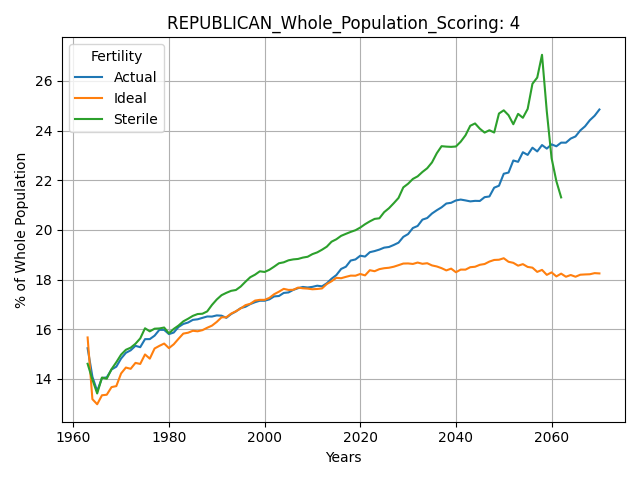 REPUBLICAN_Whole_Population_Scoring: 4
Fertility
Actual
Ideal
Sterile
% of Whole Population
26
24
22
20
18
16
14
1960
1980
2000
2020
2040
2060
Years